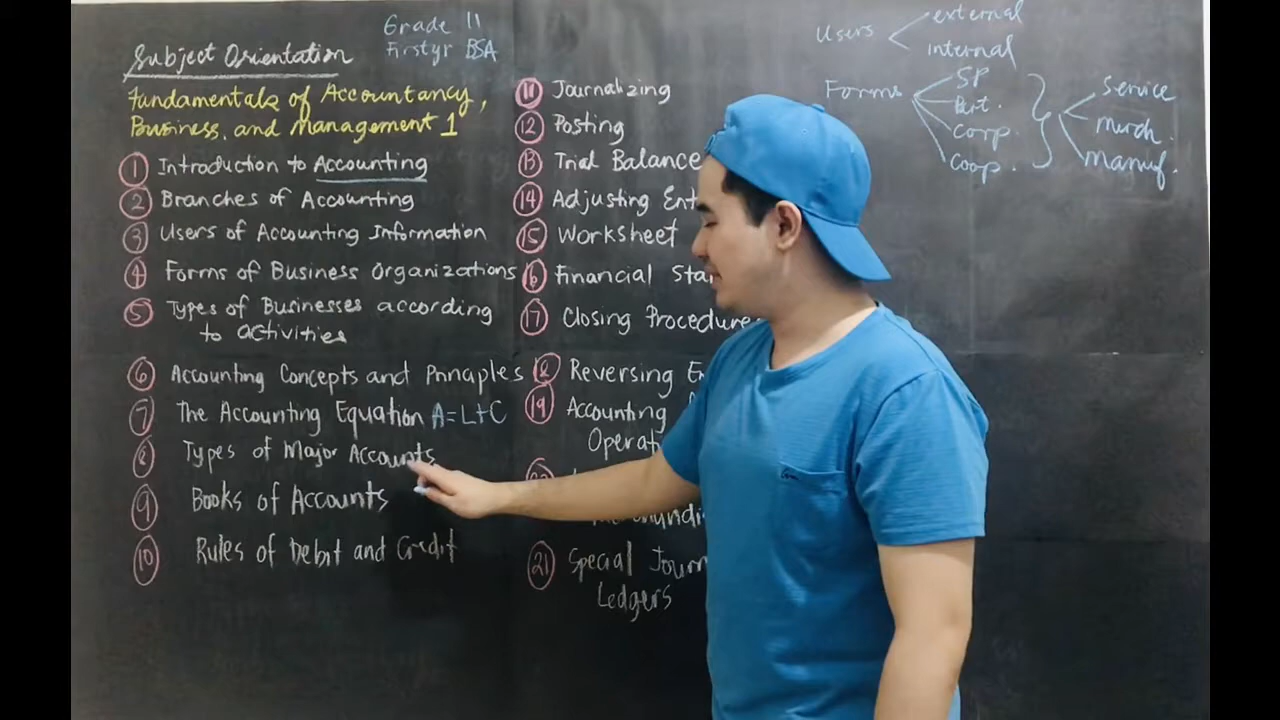 Subject Orientation
Grade 11
Firstyr BSA
Fundamentals of Accountancy,
Business, and Management 1
1 Introduction to Accounting
2 Branches of Accounting
3 Users of Accounting Information
4 Forms of Business Organizations
5 Types of Businesses according
to activities
6 Accounting Concepts and Principles
7 The Accounting Equation A=L+C
8 Types of Major Accounts
9 Books of Accounts
10 Rules of Debit and Credit
11 Journalizing
12 Posting
13 Trial Balance
14 Adjusting Ent
15 Worksheet
16 Financial Sta
17 Closing Procedures
18 Reversing E
19 Accounting
Operat
20
21 Special Journ
Ledgers
Users
external
internal
Forms
SP
Part.
Corp.
Coop.
Service
Merch.
Manuf.